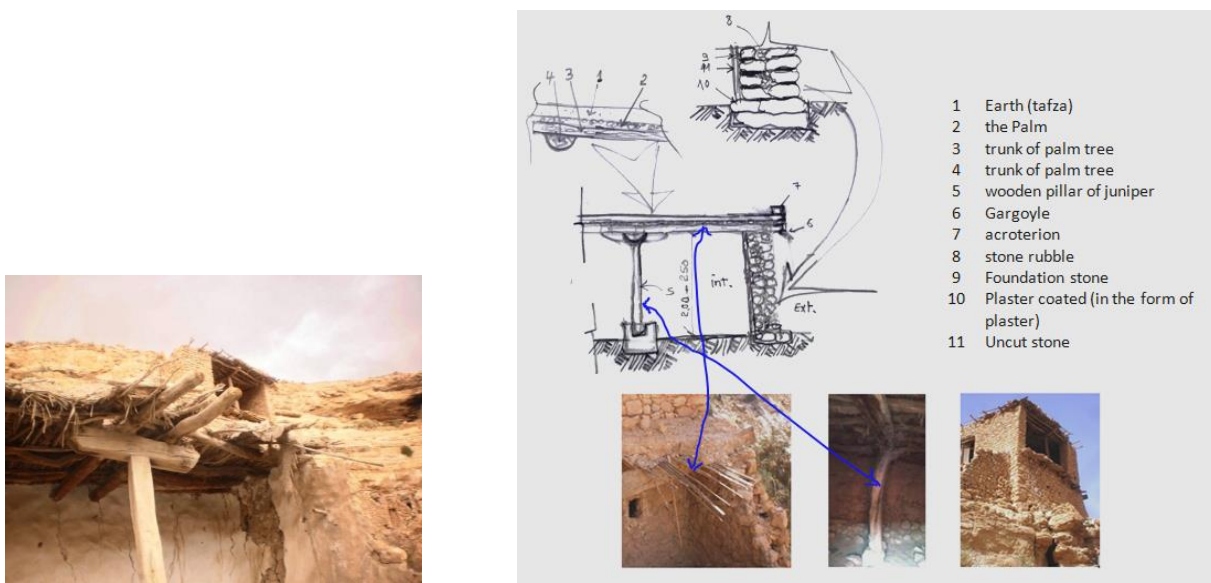 8
9
11
10
4 3 1 2
7
6
5
int.
Ext.
1 Earth (tafza)
2 the Palm
3 trunk of palm tree
4 trunk of palm tree
5 wooden pillar of juniper
6 Gargoyle
7 acroterion
8 stone rubble
9 Foundation stone
10 Plaster coated (in the form of
plaster)
11 Uncut stone